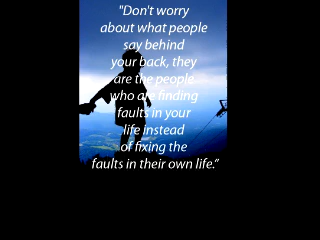 "Don't worry
about what people
say behind
your back, they
are the people
who are finding
faults in your
life instead
of fixing the
faults in their own life."